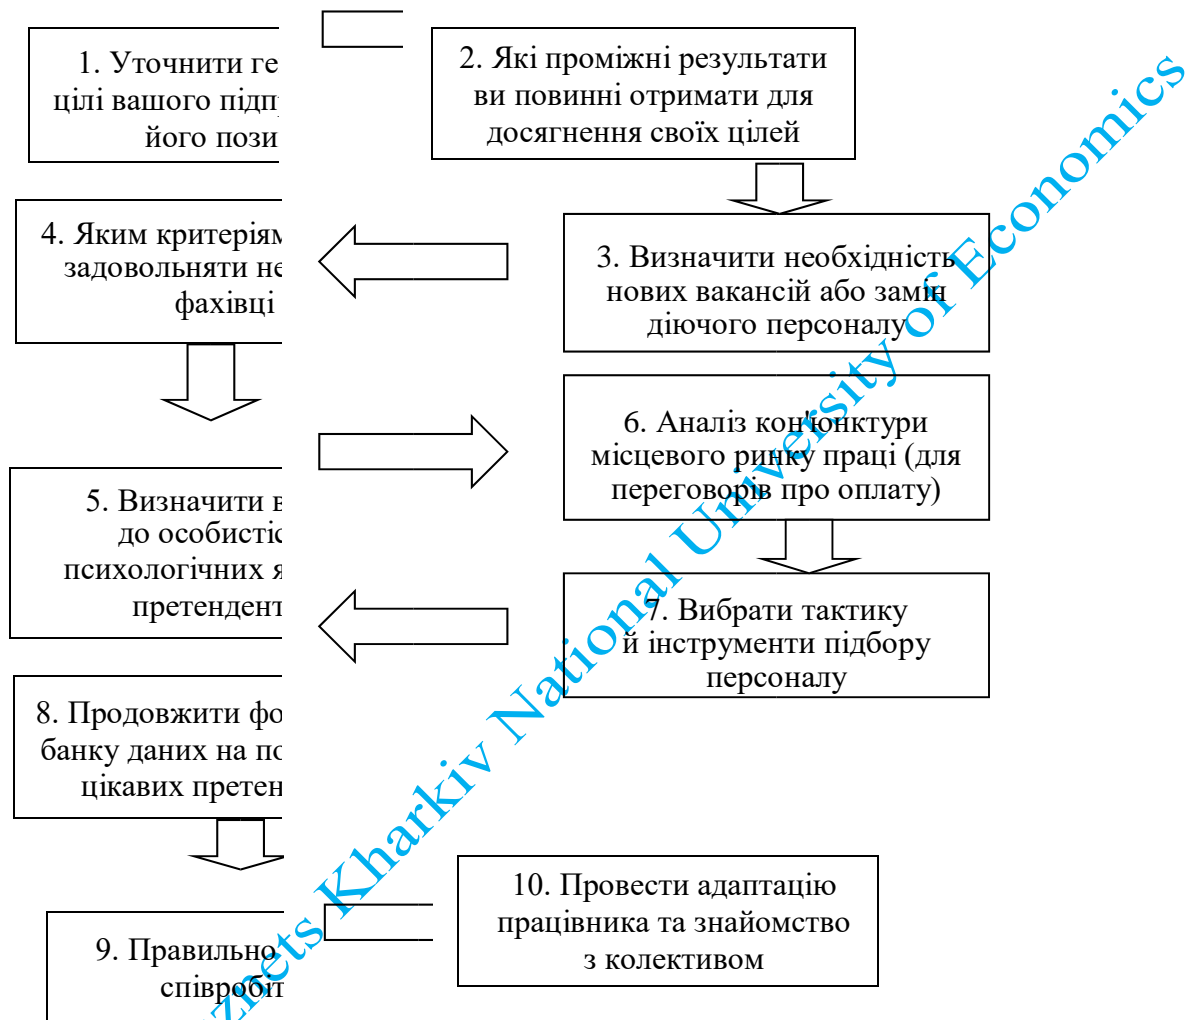 1. Уточнити ге
цілі вашого підп
його пози
2. Які проміжні результати
ви повинні отримати для
досягнення своїх цілей
3. Визначити необхідність
нових вакансій або замін
діючого персоналу
4. Яким критеріям
задовольняти не
фахівці
5. Визначити в
до особистіс
психологічних я
претендент
6. Аналіз кон'юнктури
місцевого ринку праці (для
переговорів про оплату)
7. Вибрати тактику
й інструменти підбору
персоналу
8. Продовжити фо
банку даних на по
цікавих претен
9. Правильно
співробіт
10. Провести адаптацію
працівника та знайомство
з колективом
znets Kharkiv National University of Economics